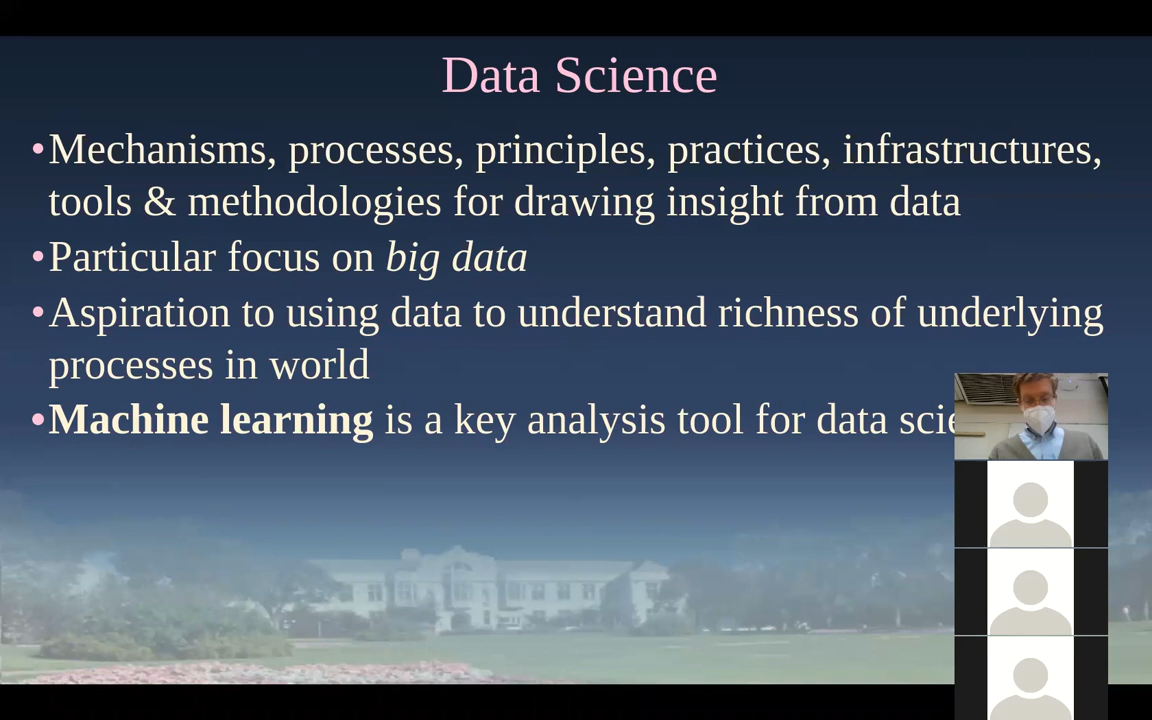 Data Science
•Mechanisms, processes, principles, practices, infrastructures,
tools & methodologies for drawing insight from data
•Particular focus on big data
•Aspiration to using data to understand richness of underlying
processes in world
•Machine learning is a key analysis tool for data